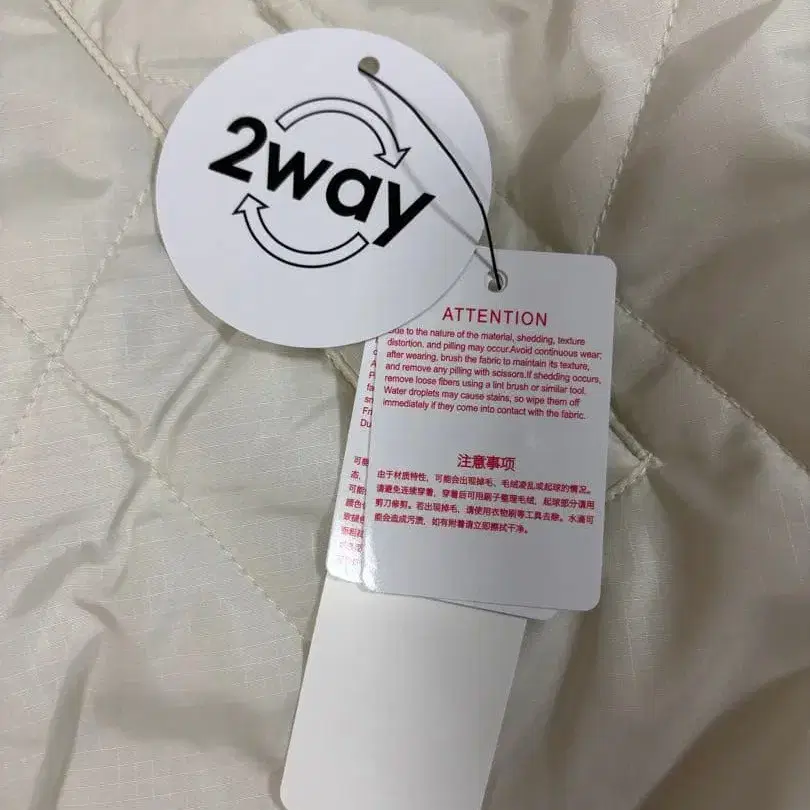 2way
ATTENTION
Due to the nature of the material, shedding, texture
distortion, and pilling may occur.Avoid continuous wear;
after wearing, brush the fabric to maintain its texture,
and remove any pilling with scissors.If shedding occurs,
remove loose fibers using a lint brush or similar tool.
Water droplets may cause stains, so wipe them off
immediately if they come into contact with the fabric.
注意事项
由于材质特性，可能会出现掉毛、毛绒凌乱或起球的情况。
请避免连续穿着，穿着后可用刷子整理毛绒，起球部分请用
剪刀修剪。若出现掉毛，请使用衣物刷等工具去除。水滴可
能会造成污渍，如有附着请立即擦拭干净。